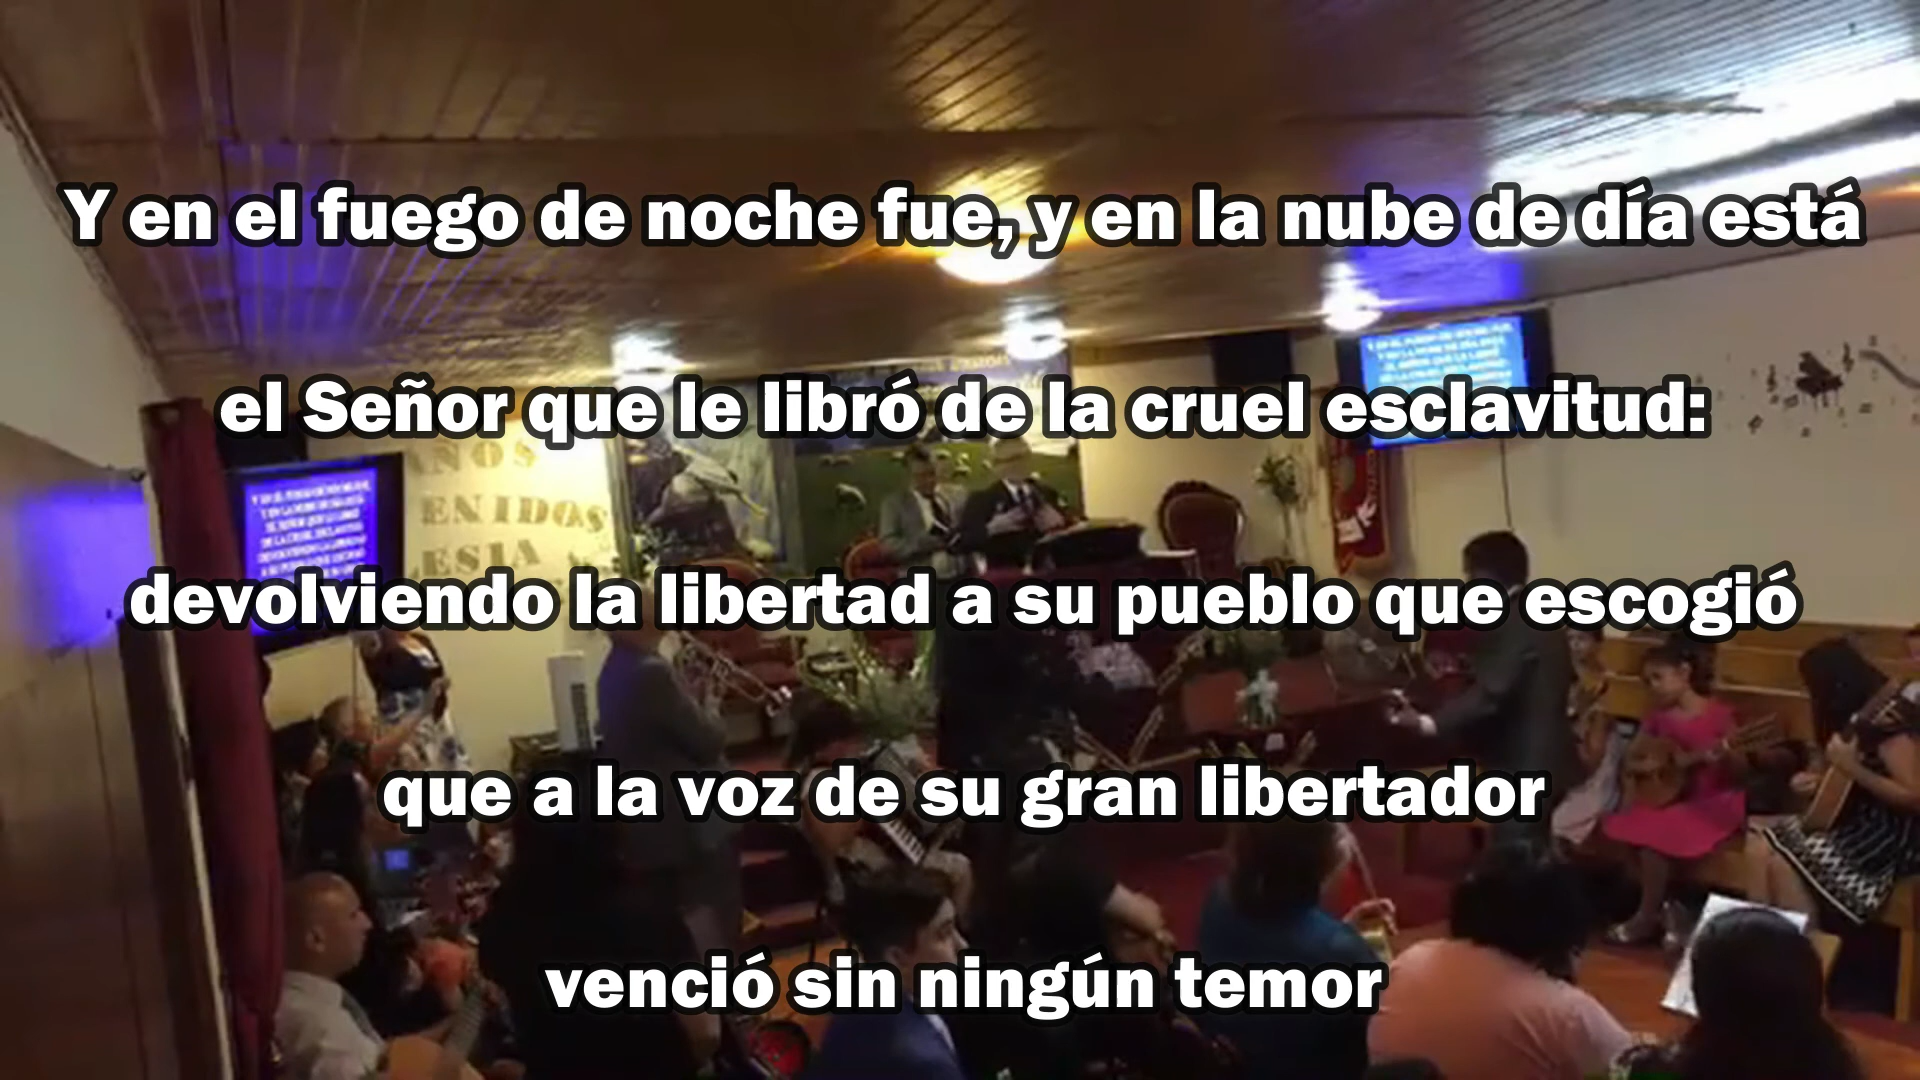 Y en el fuego de noche fue, y en la nube de día está
el Señor que le libró de la cruel esclavitud:
devolviendo la libertad a su pueblo que escogió
que a la voz de su gran libertador
venció sin ningún temor